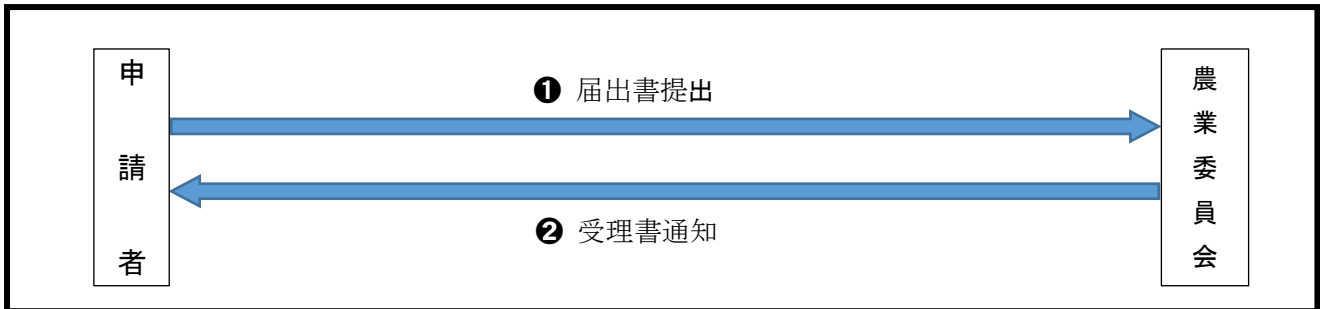 申請者
❶ 届出書提出
❷ 受理書通知
農業委員会